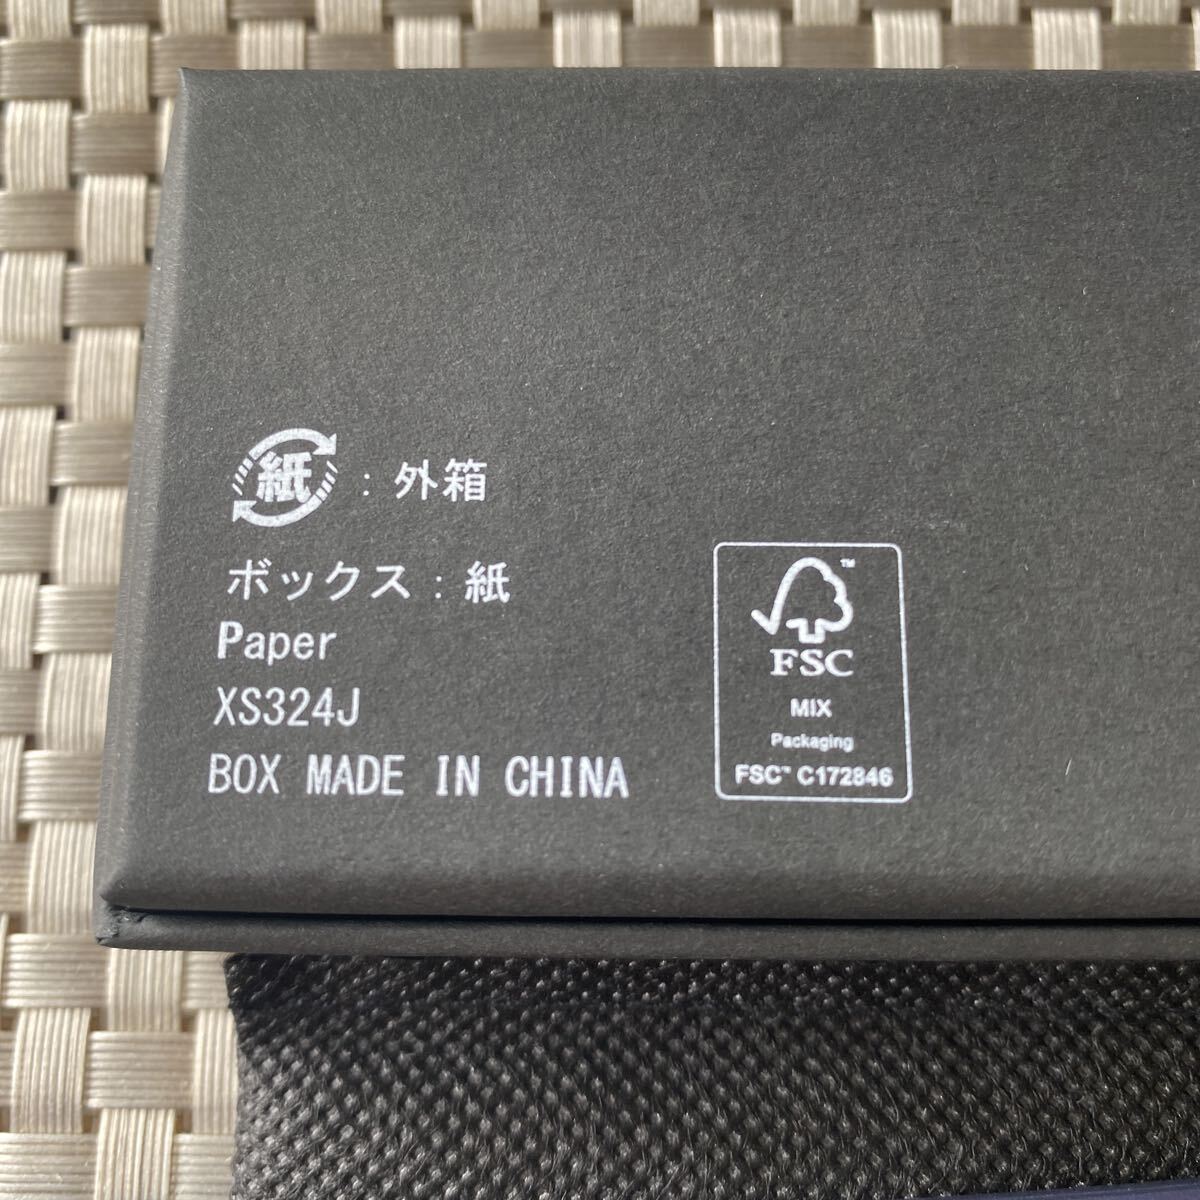 紙 : 外箱
ボックス : 紙
Paper
XS324J
BOX MADE IN CHINA
™
FSC
MIX
Packaging
FSC™ C172846